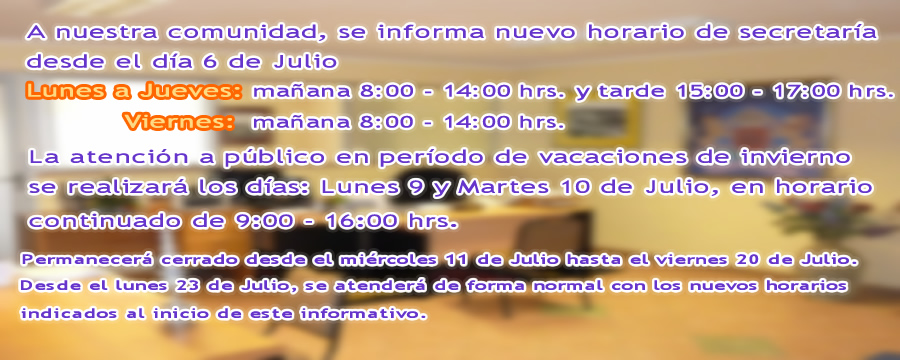 A nuestra comunidad, se informa nuevo horario de secretaría
desde el día 6 de Julio
Lunes a Jueves: mañana 8:00 - 14:00 hrs. y tarde 15:00 - 17:00 hrs.
Viernes: mañana 8:00 - 14:00 hrs.
La atención a público en período de vacaciones de invierno
se realizará los días: Lunes 9 y Martes 10 de Julio, en horario
continuado de 9:00 - 16:00 hrs.
Permanecerá cerrado desde el miércoles 11 de Julio hasta el viernes 20 de Julio.
Desde el lunes 23 de Julio, se atenderá de forma normal con los nuevos horarios
indicados al inicio de este informativo.